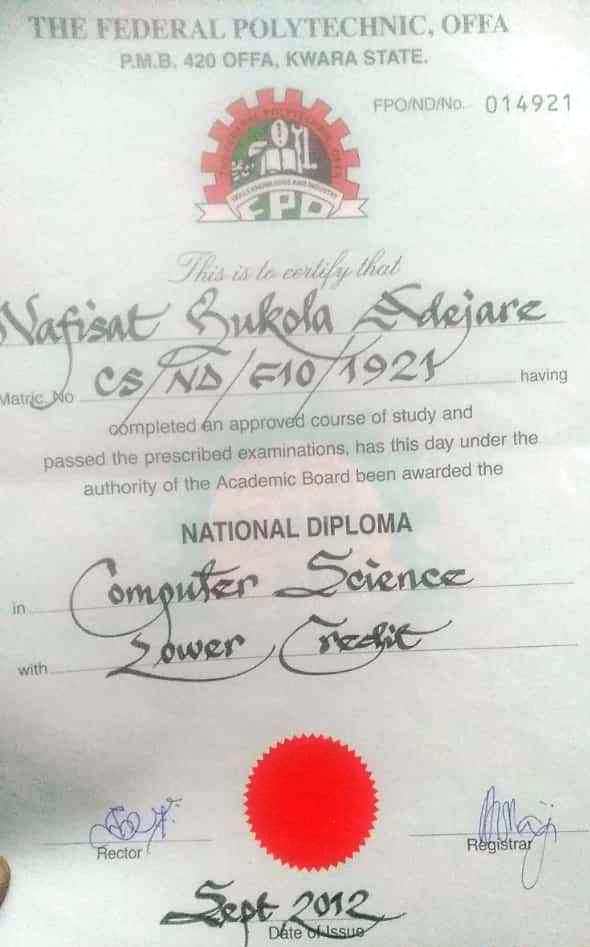 THE FEDERAL POLYTECHNIC, OFFA
P.M.B. 420 OFFA, KWARA STATE.
FPO/ND/No. 014921
FPO
This is to certify that
Nafisat Bukola Adejare
Matric. No CS/ND/F10/1921 having
completed an approved course of study and
passed the prescribed examinations, has this day under the
authority of the Academic Board been awarded the
NATIONAL DIPLOMA
in Computer Science
with Lower Credit
Rector
Registrar
Sept 2012
Date of Issue